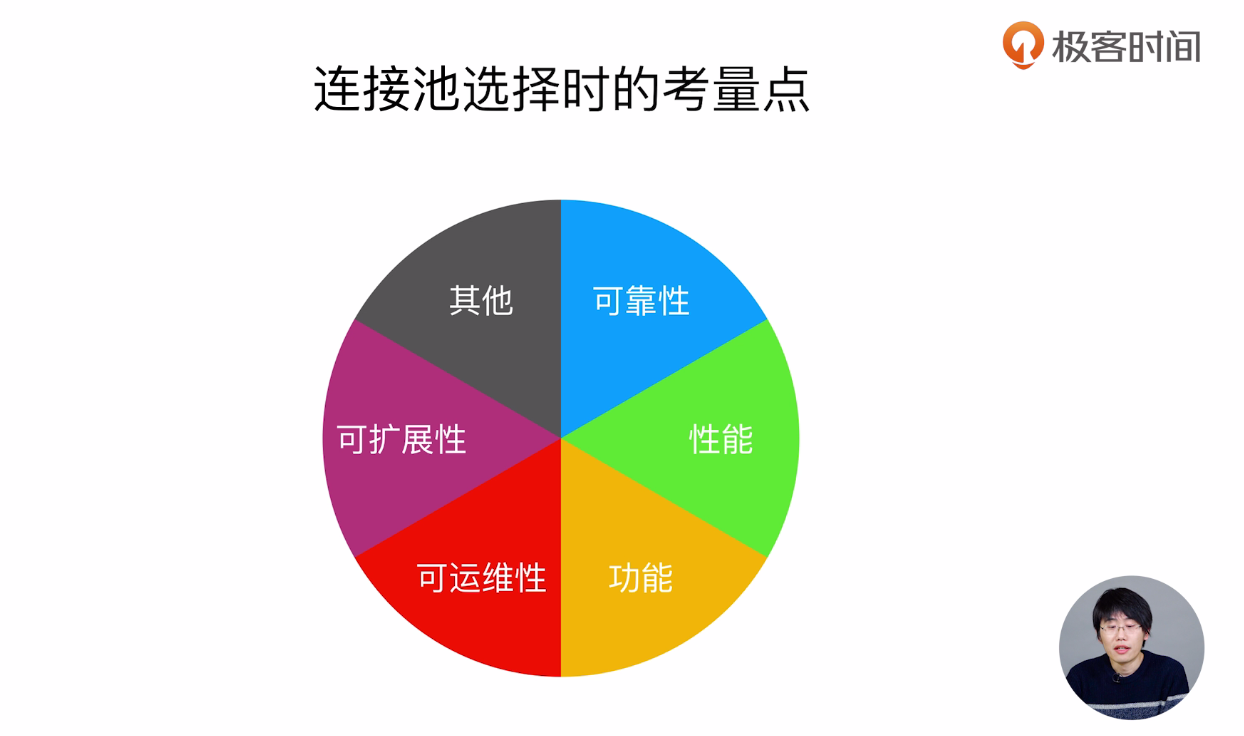 极客时间
连接池选择时的考量点
其他
可靠性
可扩展性
性能
可运维性
功能